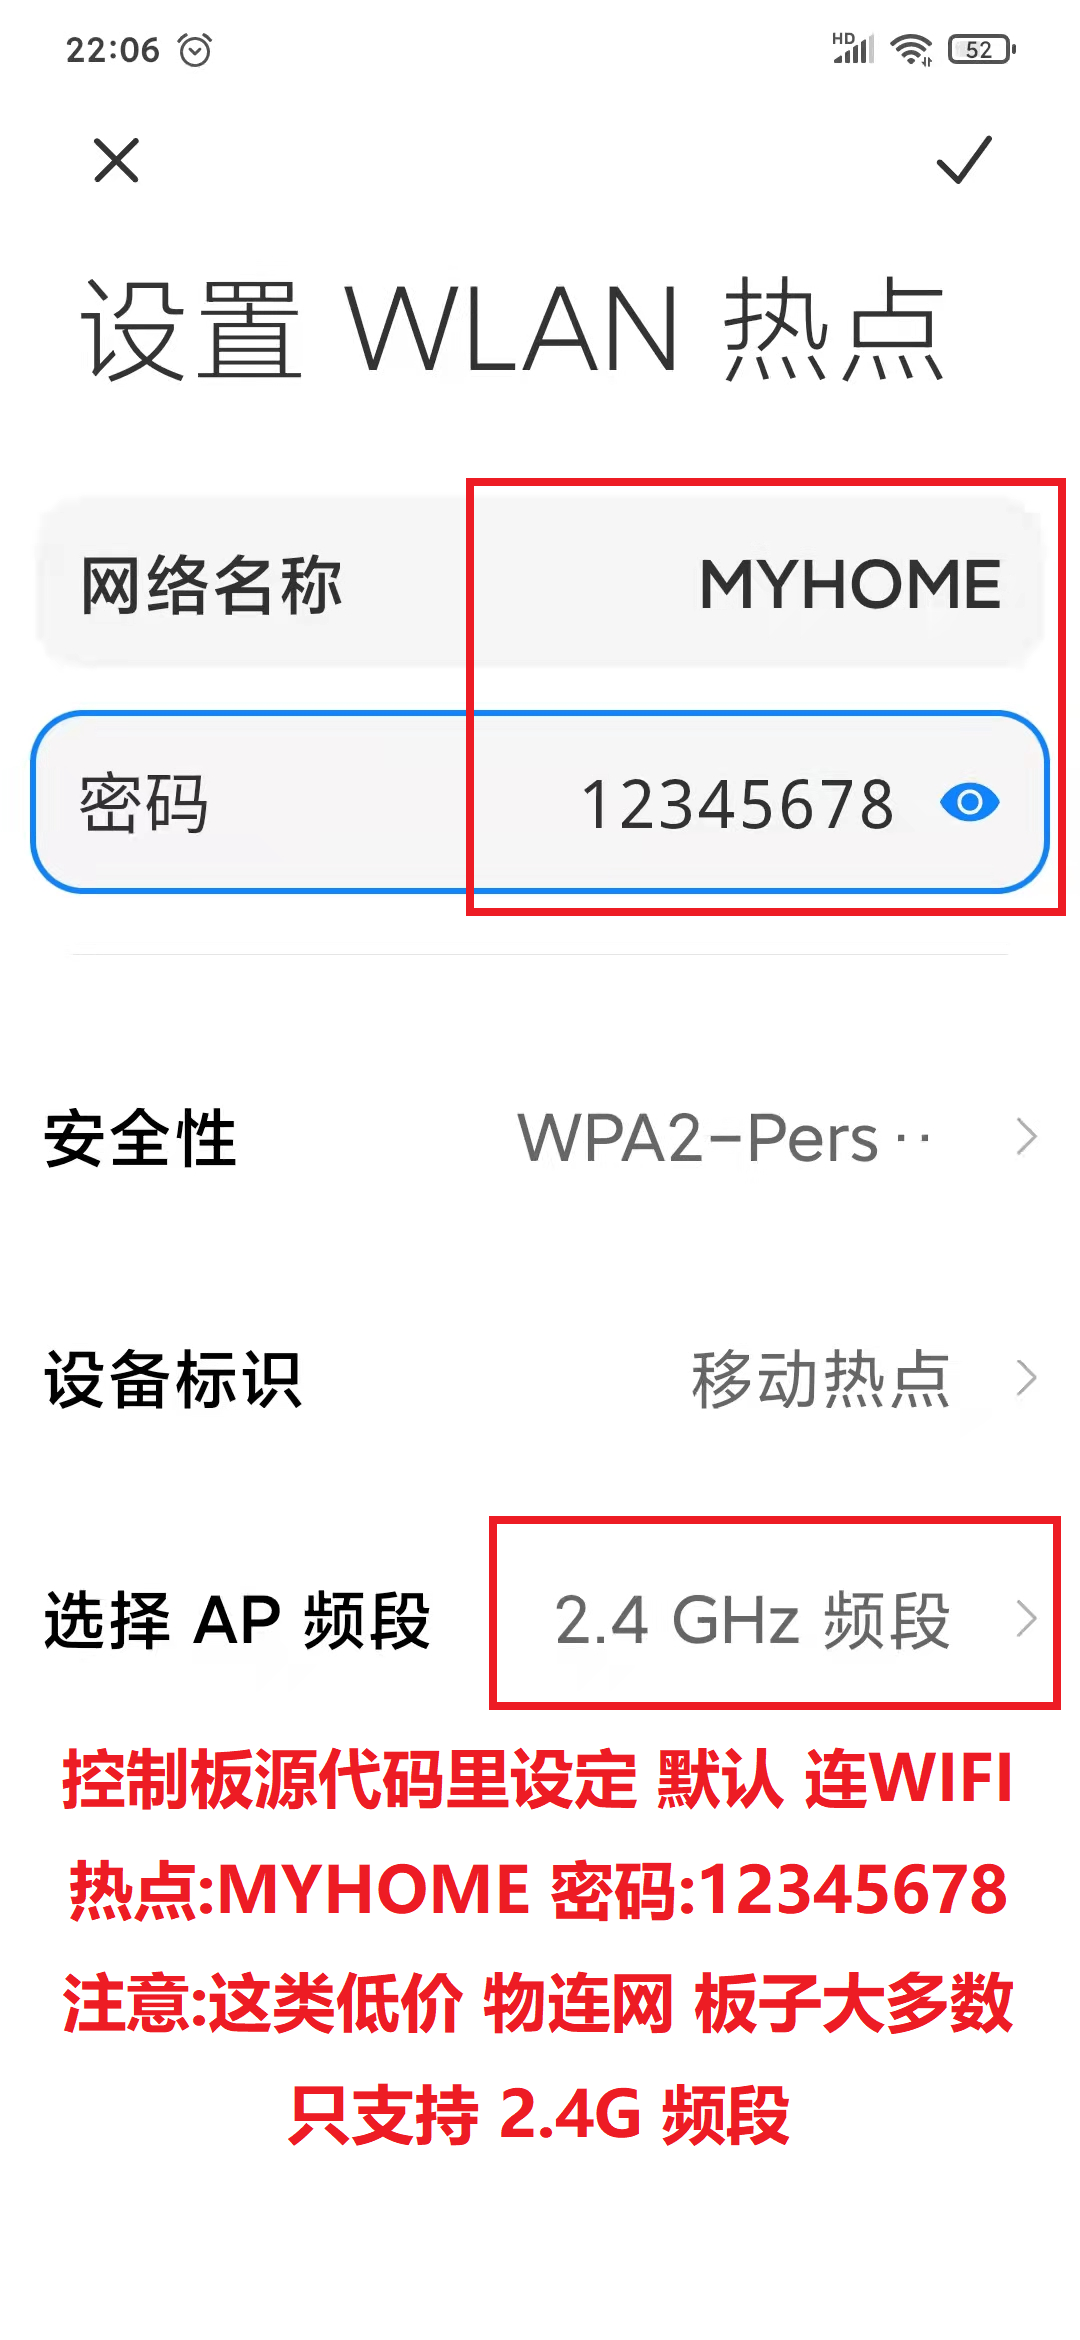 22:06
HD
52
设置 WLAN 热点
网络名称 MYHOME
密码 12345678
安全性 WPA2-Pers··
设备标识 移动热点
选择 AP 频段 2.4 GHz 频段
控制板源代码里设定 默认 连WIFI
热点:MYHOME 密码:12345678
注意:这类低价 物连网 板子大多数
只支持 2.4G 频段